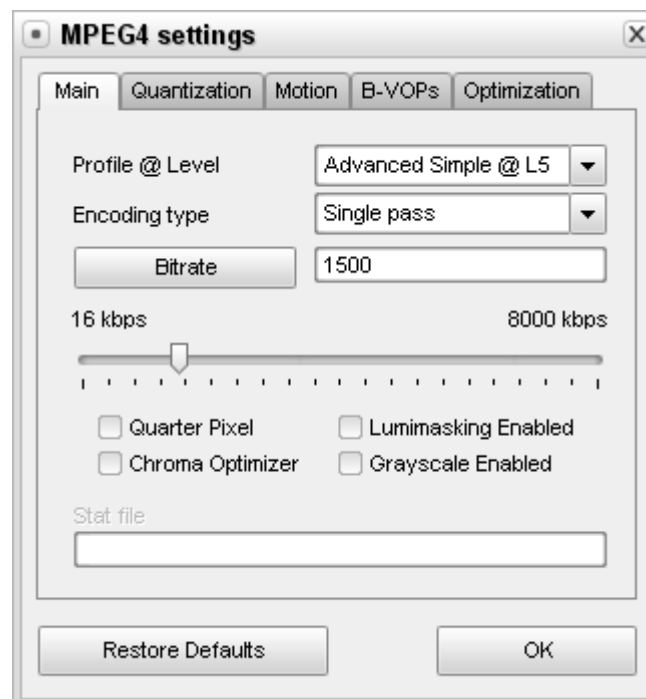 MPEG4 settings
Main Quantization Motion B-VOPs Optimization
Profile @ Level Advanced Simple @ L5
Encoding type Single pass
Bitrate 1500
16 kbps 8000 kbps
Quarter Pixel Lumimasking Enabled
Chroma Optimizer Grayscale Enabled
Stat file
Restore Defaults OK